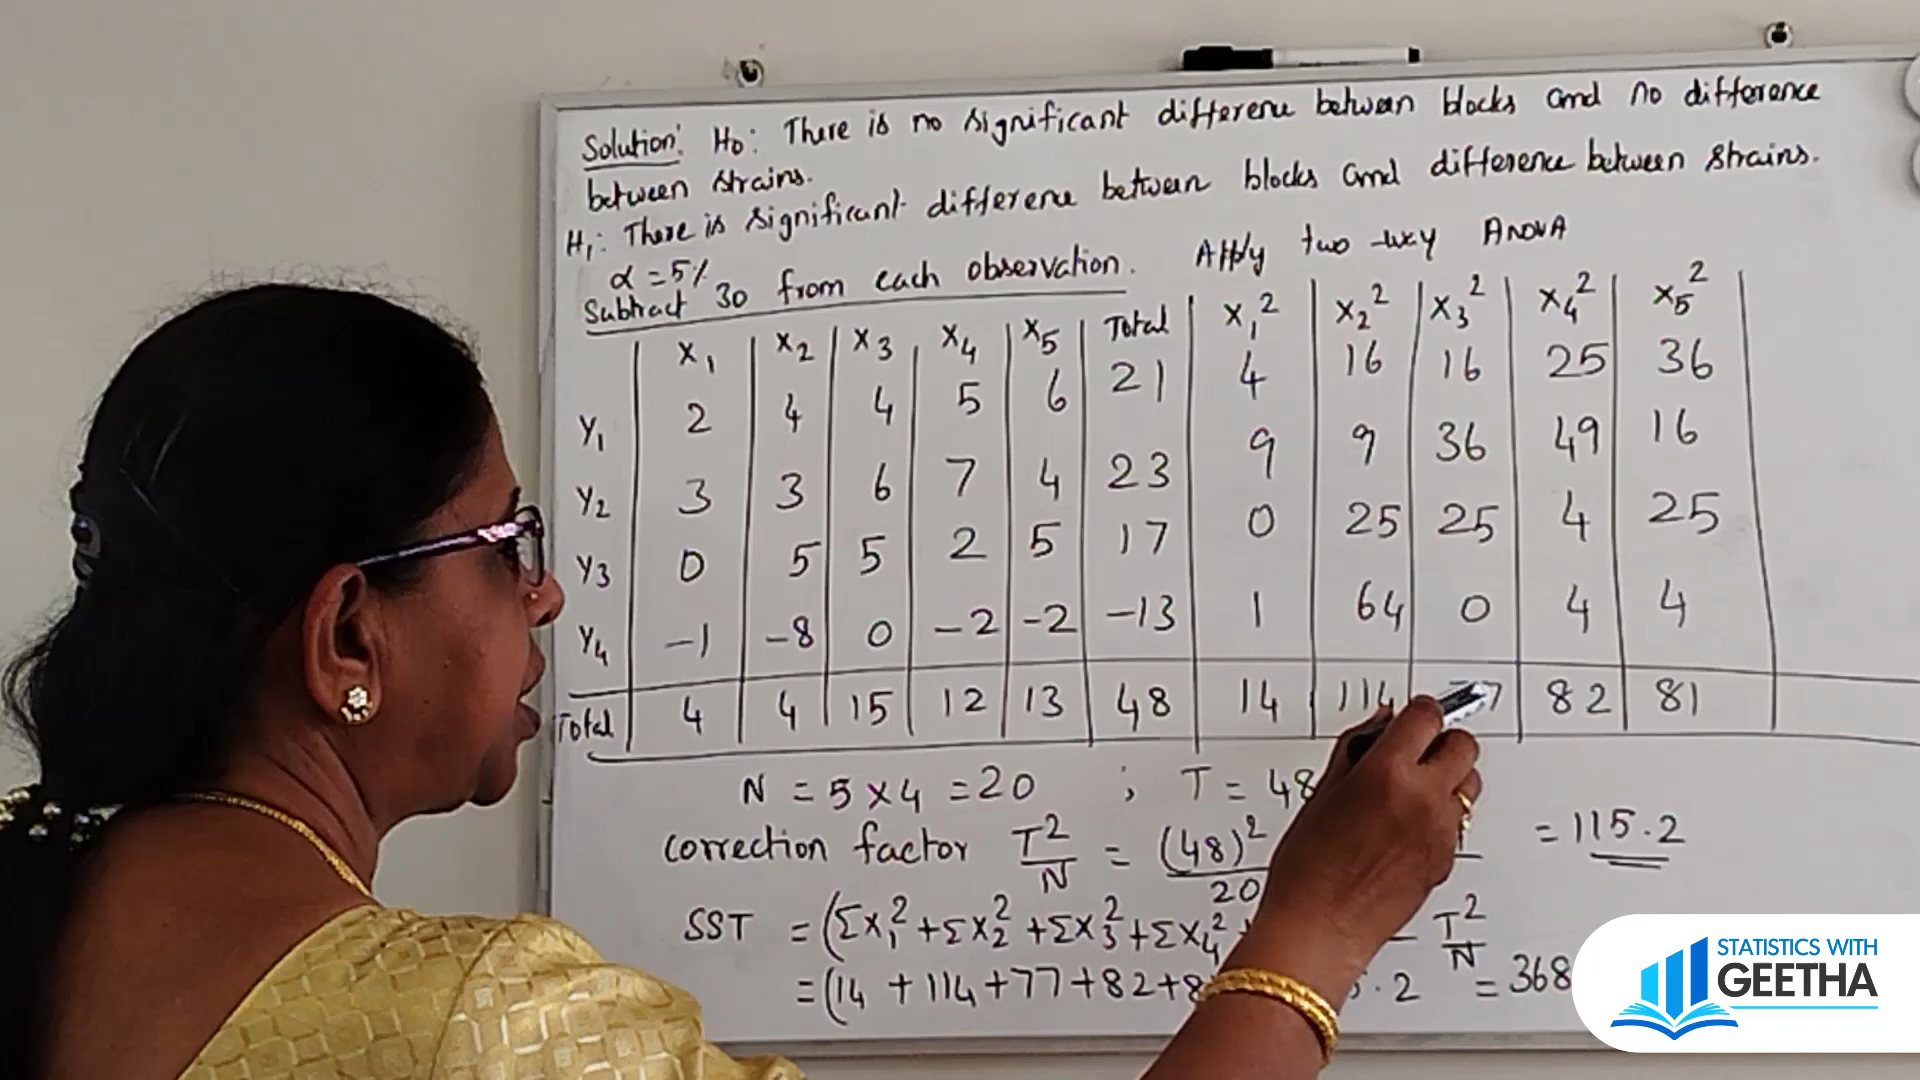 Solution: H0: There is no significant differene between blocks and no difference
between strains.
H1: There is significant differene between blocks and difference between strains.
α = 5%
Subtract 30 from each observation. Apply two-way ANOVA
X1 X2 X3 X4 X5 Total X1² X2² X3² X4² X5²
Y1 2 4 4 5 6 21 4 16 16 25 36
Y2 3 3 6 7 4 23 9 9 36 49 16
Y3 0 5 5 2 5 17 0 25 25 4 25
Y4 -1 -8 0 -2 -2 -13 1 64 0 4 4
Total 4 4 15 12 13 48 14 114 82 81
N = 5 × 4 = 20 ; T = 48
correction factor T²/N = (48)²/20 = 115.2
SST = (ΣX1² + ΣX2² + ΣX3² + ΣX4² - T²/N
= (14 + 114 + 77 + 82 + 8 .2 = 368
STATISTICS WITH
GEETHA